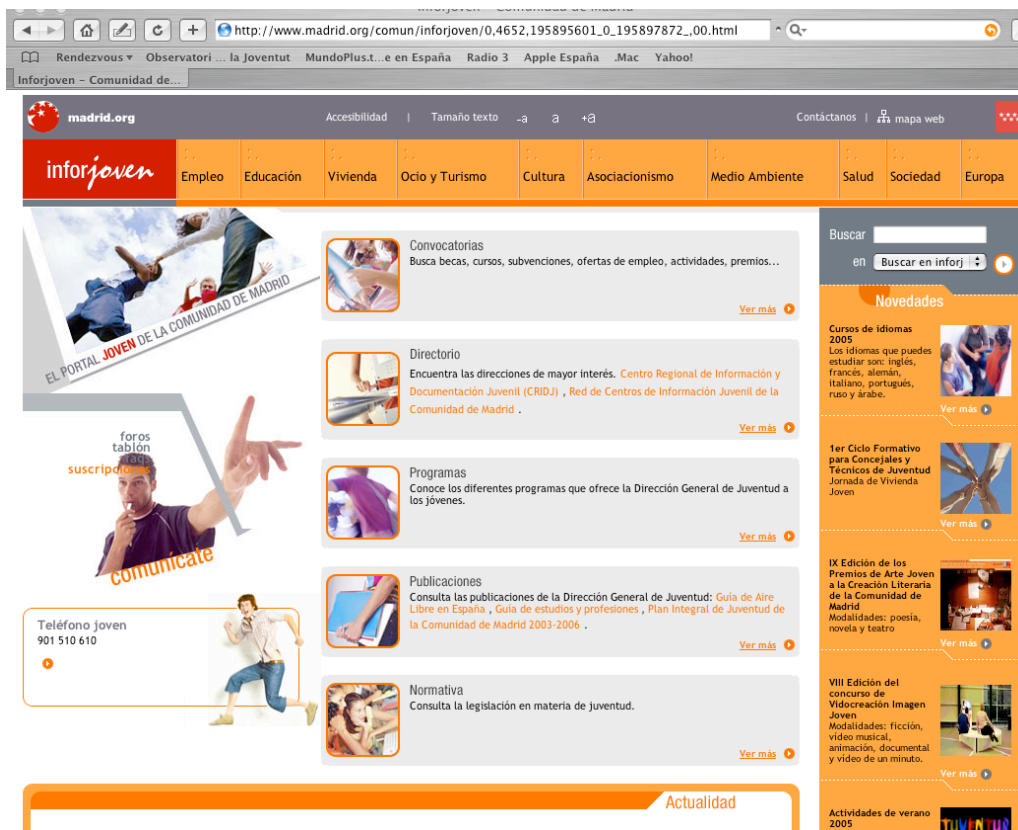 http://www.madrid.org/comun/inforjoven/0,4652,195895601_0_195897872_,00.html
Rendezvous Observatori ... la Joventut MundoPlus.t...e en España Radio 3 Apple España .Mac Yahoo!
Inforjoven – Comunidad de...
madrid.org Accesibilidad | Tamaño texto -a a +a Contáctanos | mapa web
inforjoven Empleo Educación Vivienda Ocio y Turismo Cultura Asociacionismo Medio Ambiente Salud Sociedad Europa
EL PORTAL JOVEN DE LA COMUNIDAD DE MADRID
foros
tablón
faqs
suscripciones
comunícate
Teléfono joven
901 510 610
Convocatorias
Busca becas, cursos, subvenciones, ofertas de empleo, actividades, premios...
Ver más
Directorio
Encuentra las direcciones de mayor interés. Centro Regional de Información y
Documentación Juvenil (CRIDJ) , Red de Centros de Información Juvenil de la
Comunidad de Madrid .
Ver más
Programas
Conoce los diferentes programas que ofrece la Dirección General de Juventud a
los jóvenes.
Ver más
Publicaciones
Consulta las publicaciones de la Dirección General de Juventud: Guía de Aire
Libre en España , Guía de estudios y profesiones , Plan Integral de Juventud de
la Comunidad de Madrid 2003-2006 .
Ver más
Normativa
Consulta la legislación en materia de juventud.
Ver más
Actualidad
Buscar
en Buscar en inforj
Novedades
Cursos de idiomas
2005
Los idiomas que puedes
estudiar son: inglés,
francés, alemán,
italiano, portugués,
ruso y árabe.
Ver más
1er Ciclo Formativo
para Concejales y
Técnicos de Juventud
Jornada de Vivienda
Joven
Ver más
IX Edición de los
Premios de Arte Joven
a la Creación Literaria
de la Comunidad de
Madrid
Modalidades: poesía,
novela y teatro
Ver más
VIII Edición del
concurso de
Vidocreación Imagen
Joven
Modalidades: ficción,
vídeo musical,
animación, documental
y vídeo de un minuto.
Ver más
Actividades de verano
2005